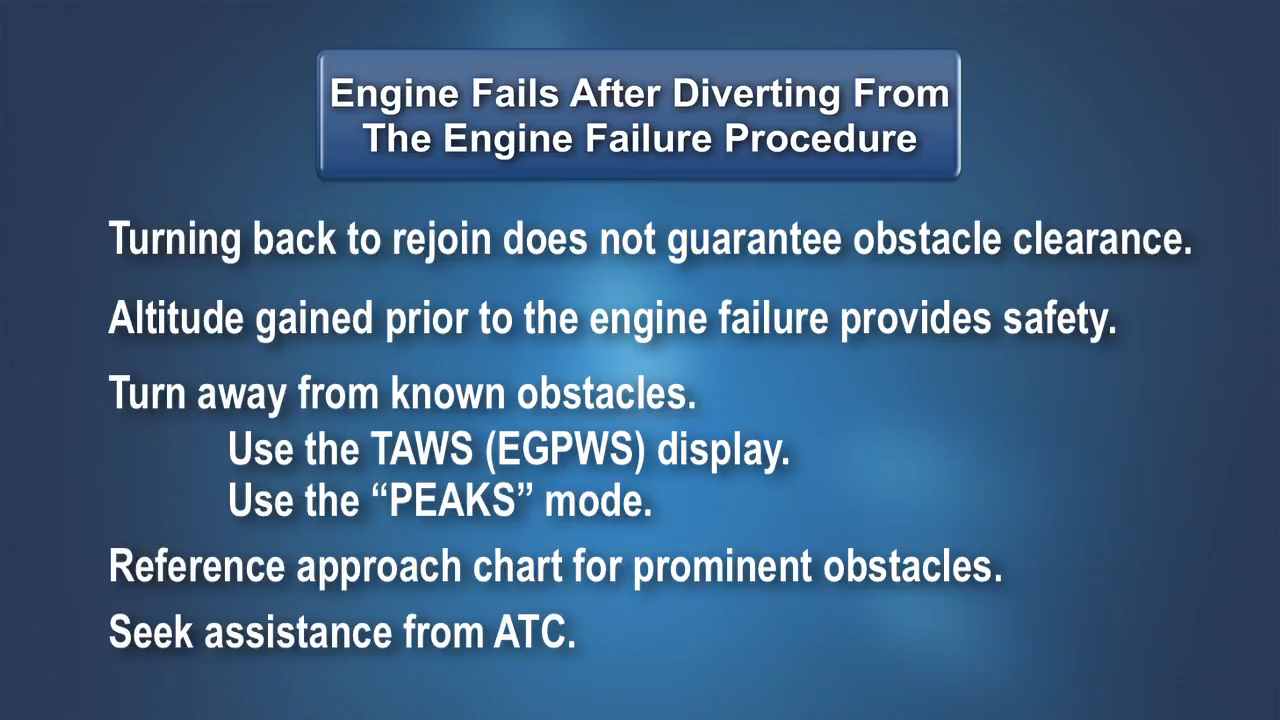 Engine Fails After Diverting From
The Engine Failure Procedure
Turning back to rejoin does not guarantee obstacle clearance.
Altitude gained prior to the engine failure provides safety.
Turn away from known obstacles.
Use the TAWS (EGPWS) display.
Use the “PEAKS” mode.
Reference approach chart for prominent obstacles.
Seek assistance from ATC.